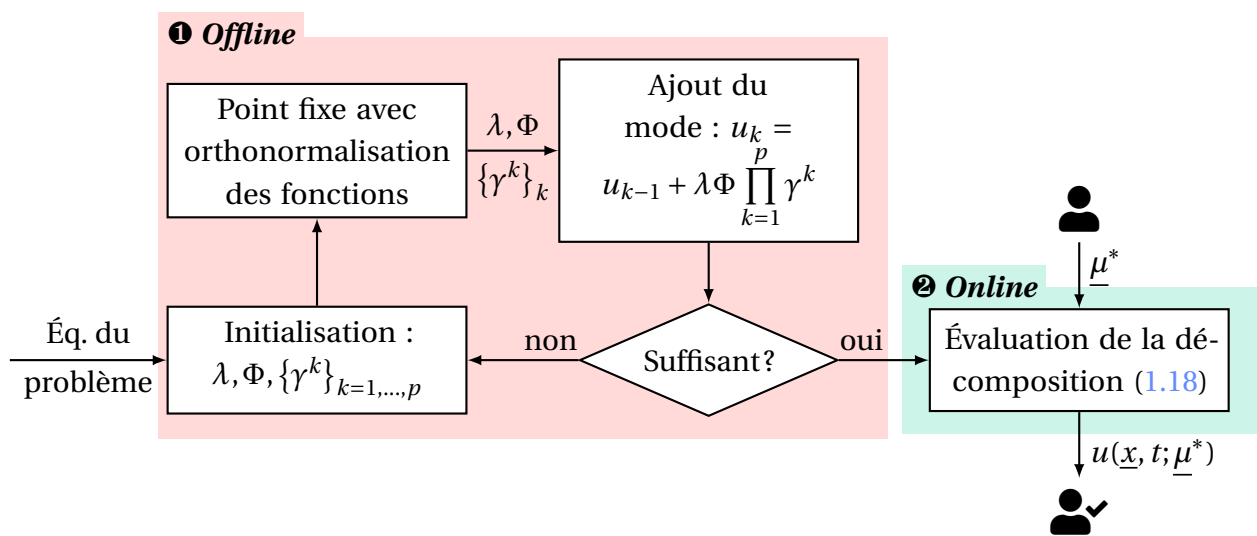 ❶ Offline
Point fixe avec
orthonormalisation
des fonctions
λ, Φ
{γ^k}_k
Ajout du
mode : u_k =
u_{k−1} + λΦ ∏_{k=1}^{p} γ^k
Éq. du
problème
Initialisation :
λ, Φ, {γ^k}_{k=1,...,p}
non
Suffisant?
oui
μ̲*
❷ Online
Évaluation de la dé-
composition (1.18)
u(x̲, t; μ̲*)